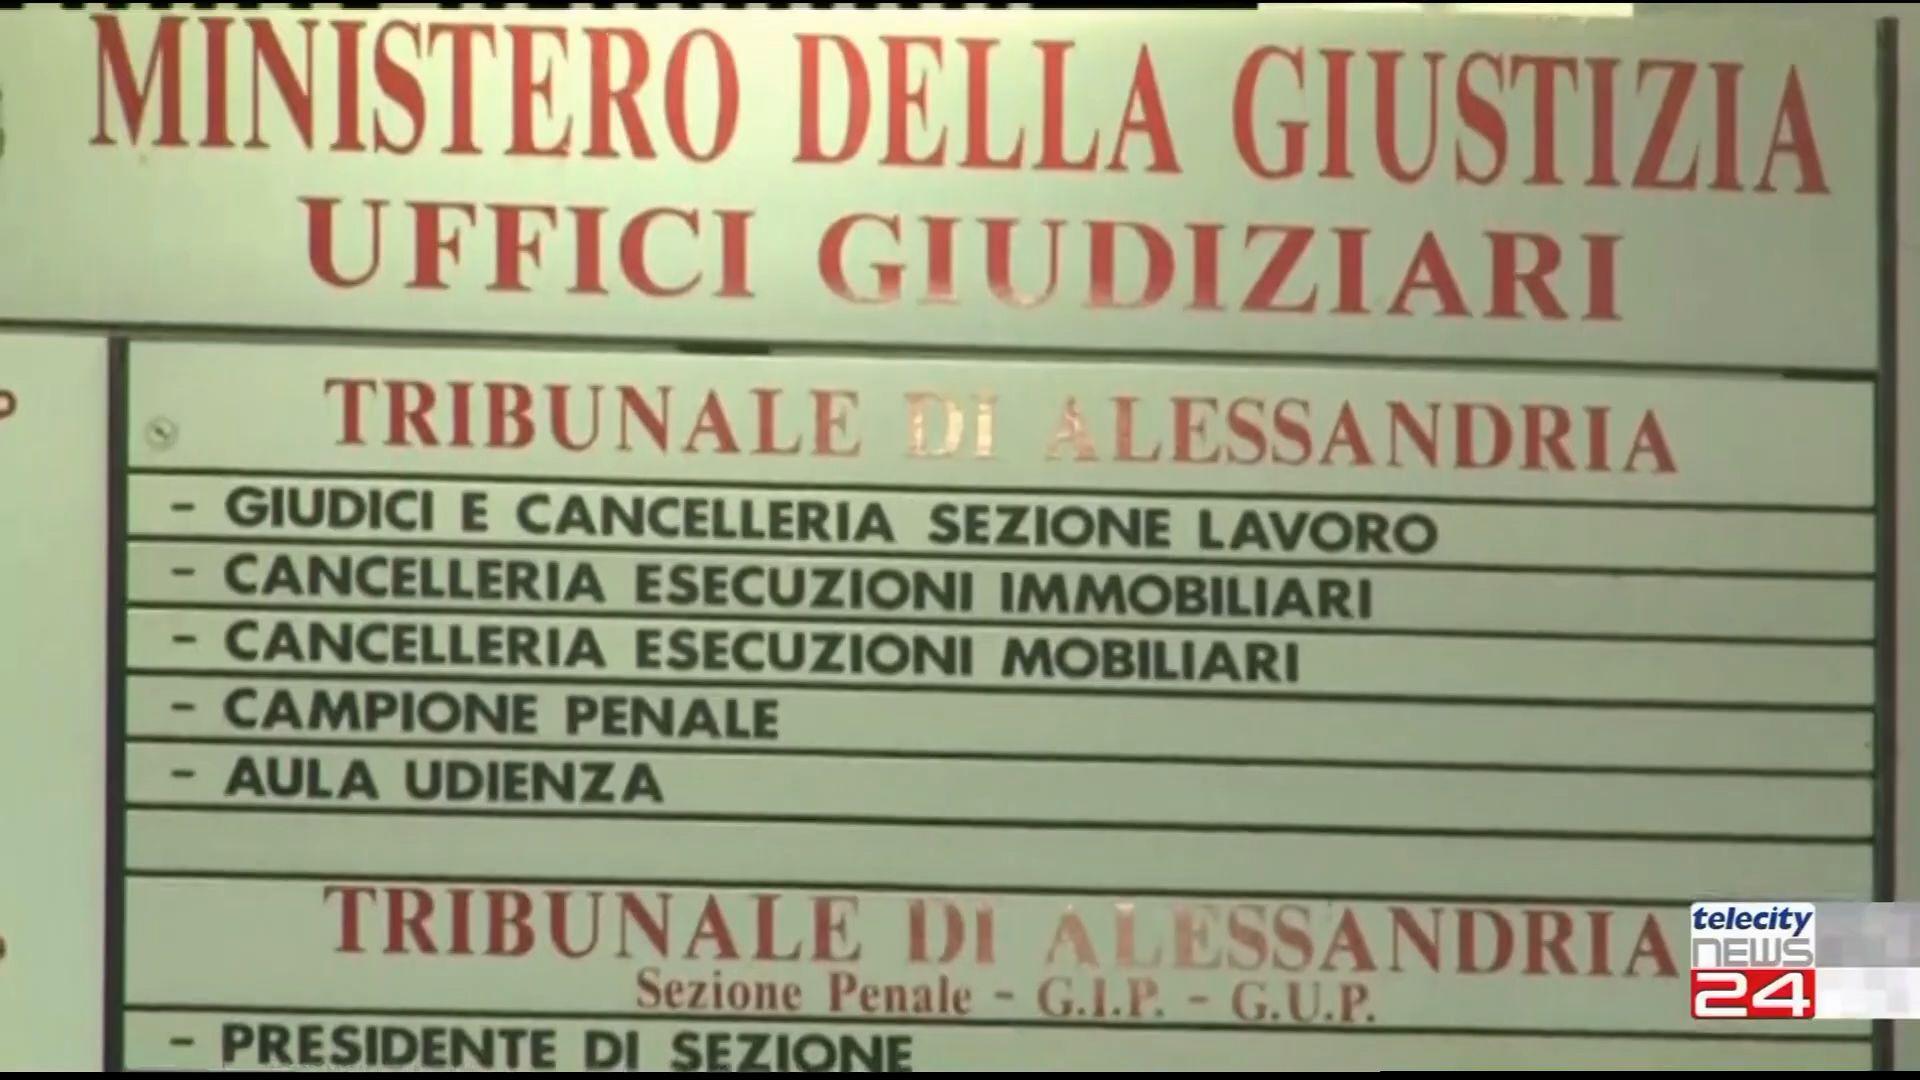 MINISTERO DELLA GIUSTIZIA
UFFICI GIUDIZIARI
TRIBUNALE DI ALESSANDRIA
- GIUDICI E CANCELLERIA SEZIONE LAVORO
- CANCELLERIA ESECUZIONI IMMOBILIARI
- CANCELLERIA ESECUZIONI MOBILIARI
- CAMPIONE PENALE
- AULA UDIENZA
TRIBUNALE DI ALESSANDRIA
Sezione Penale - G.I.P. - G.U.P.
- PRESIDENTE DI SEZIONE
telecity
NEWS
24